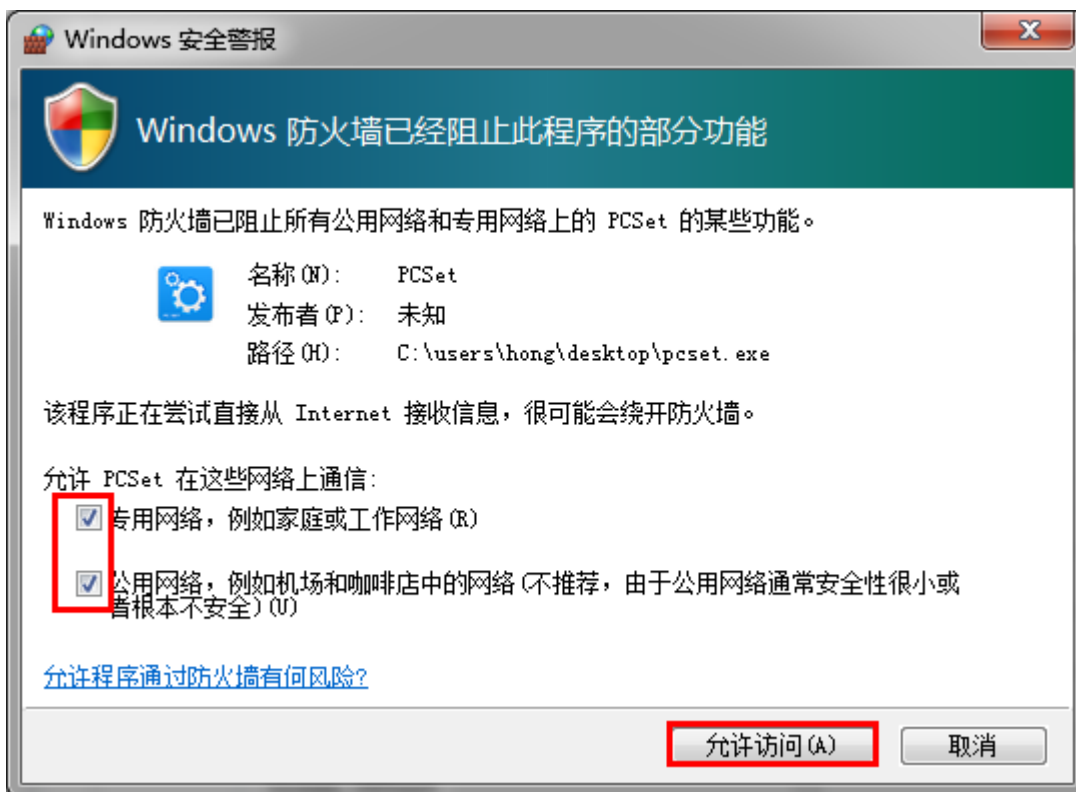 Windows 安全警报
Windows 防火墙已经阻止此程序的部分功能
Windows 防火墙已阻止所有公用网络和专用网络上的 PCSet 的某些功能。
名称(N): PCSet
发布者(P): 未知
路径(H): C:\users\hong\desktop\pcset.exe
该程序正在尝试直接从 Internet 接收信息，很可能会绕开防火墙。
允许 PCSet 在这些网络上通信:
专用网络，例如家庭或工作网络(R)
公用网络，例如机场和咖啡店中的网络(不推荐，由于公用网络通常安全性很小或
者根本不安全)(U)
允许程序通过防火墙有何风险?
允许访问(A) 取消